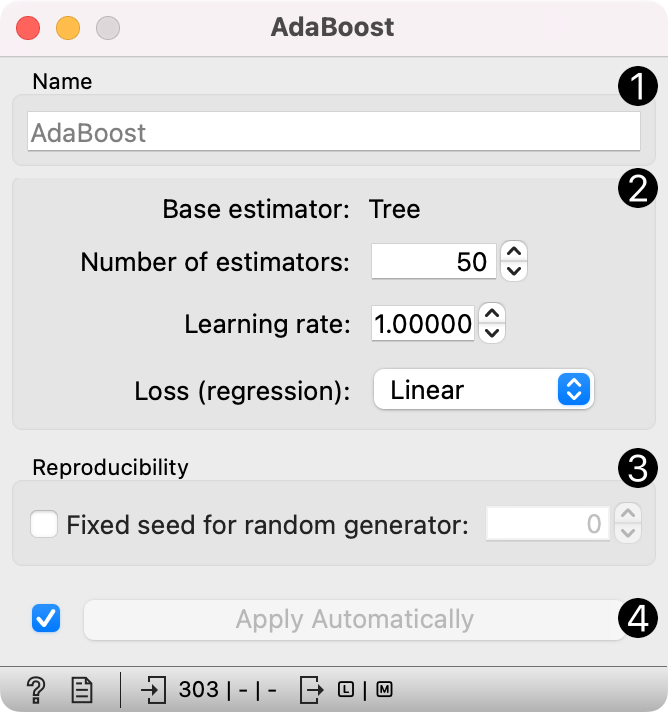 AdaBoost
Name
1
AdaBoost
2
Base estimator: Tree
Number of estimators: 50
Learning rate: 1.00000
Loss (regression): Linear
Reproducibility
3
Fixed seed for random generator: 0
Apply Automatically
4
? 303 | - | - L | M